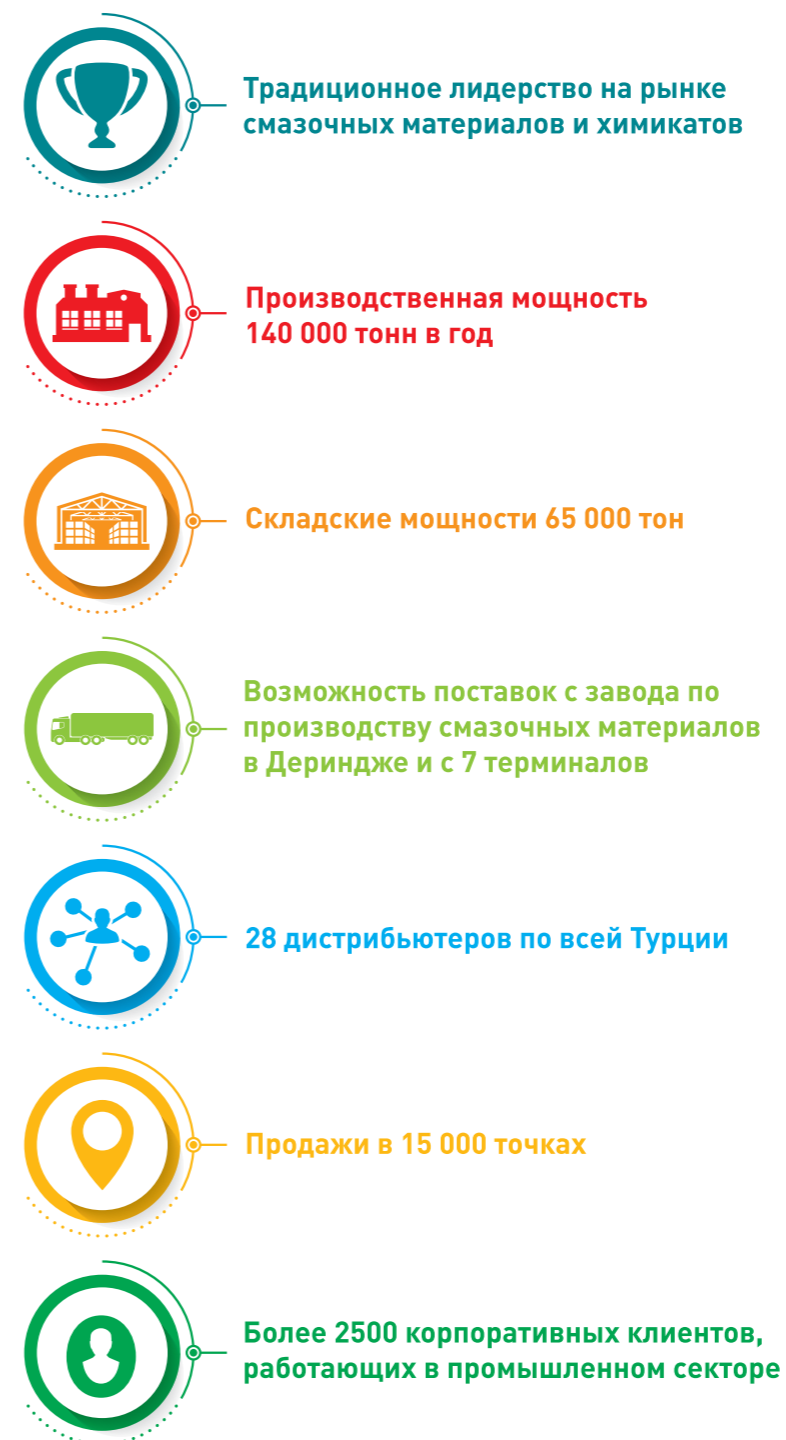 Традиционное лидерство на рынке
смазочных материалов и химикатов
Производственная мощность
140 000 тонн в год
Складские мощности 65 000 тон
Возможность поставок с завода по
производству смазочных материалов
в Дериндже и с 7 терминалов
28 дистрибьютеров по всей Турции
Продажи в 15 000 точках
Более 2500 корпоративных клиентов,
работающих в промышленном секторе